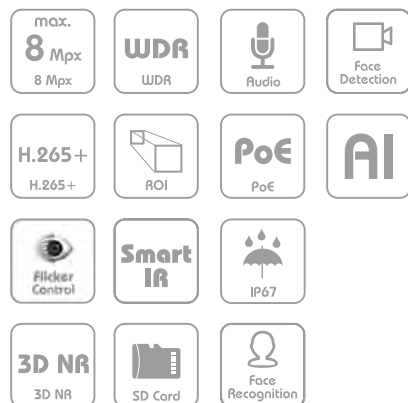 max.
8 Mpx
8 Mpx
WDR
WDR
Audio
Face
Detection
H.265+
H.265+
ROI
PoE
PoE
AI
Flicker
Control
Smart
IR
IP67
3D NR
3D NR
SD Card
Face
Recognition